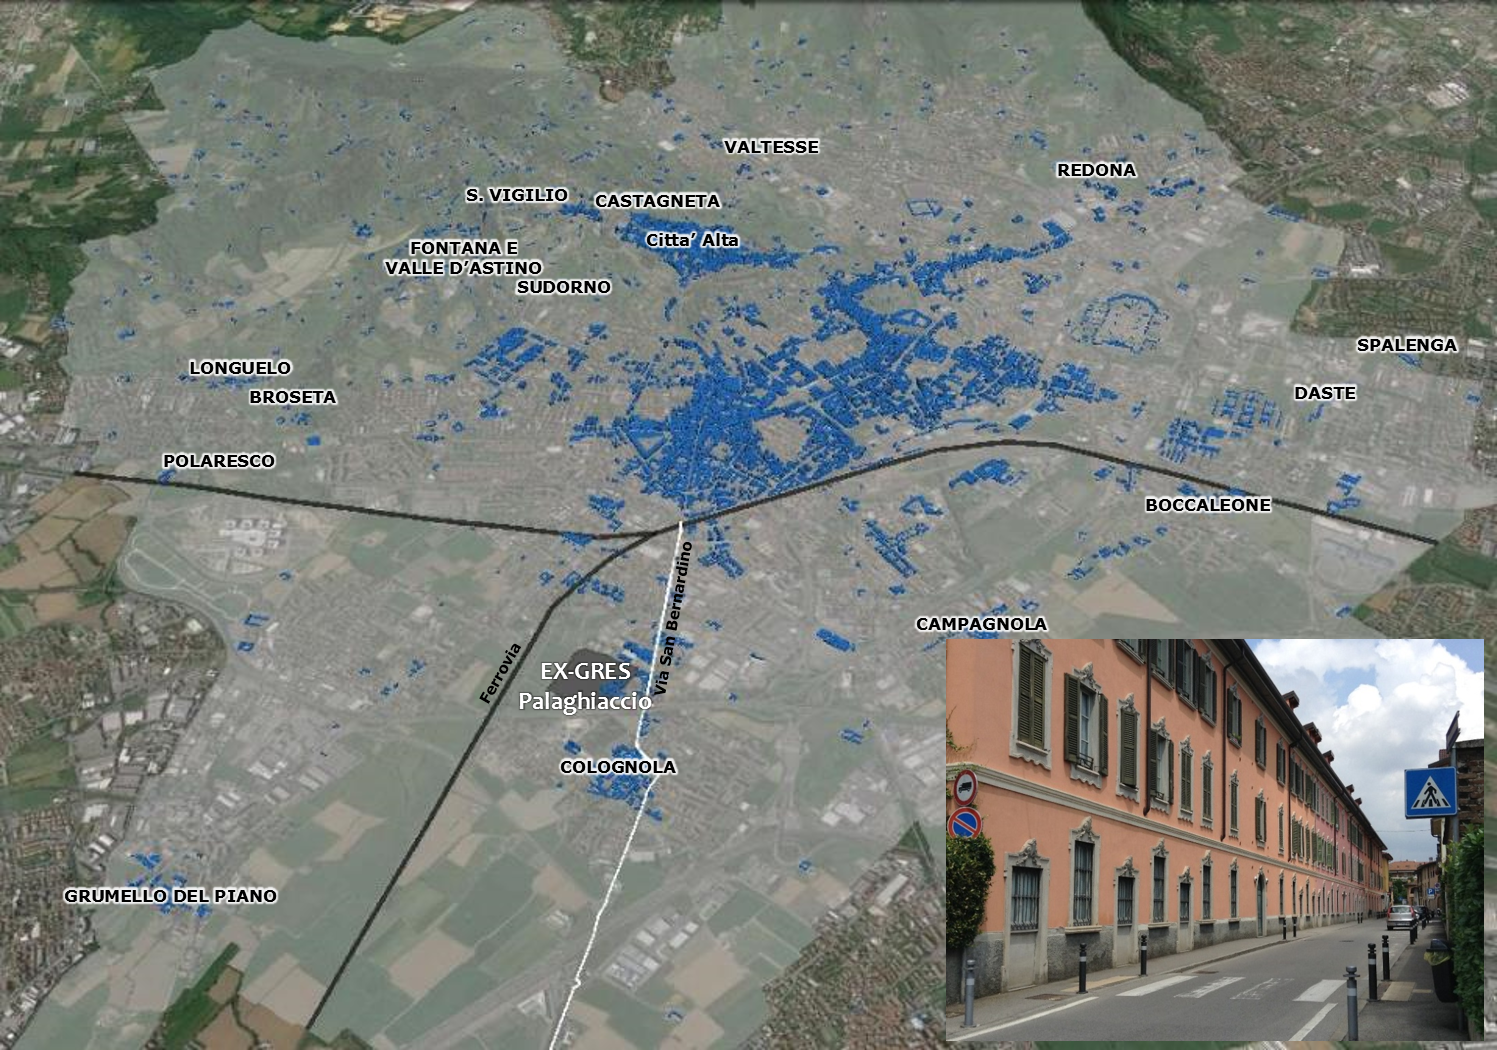 VALTESSE
REDONA
S. VIGILIO
CASTAGNETA
Citta’ Alta
FONTANA E
VALLE D’ASTINO
SUDORNO
SPALENGA
LONGUELO
DASTE
BROSETA
POLARESCO
BOCCALEONE
Via San Bernardino
CAMPAGNOLA
Ferrovia
EX-GRES
Palaghiaccio
COLOGNOLA
GRUMELLO DEL PIANO